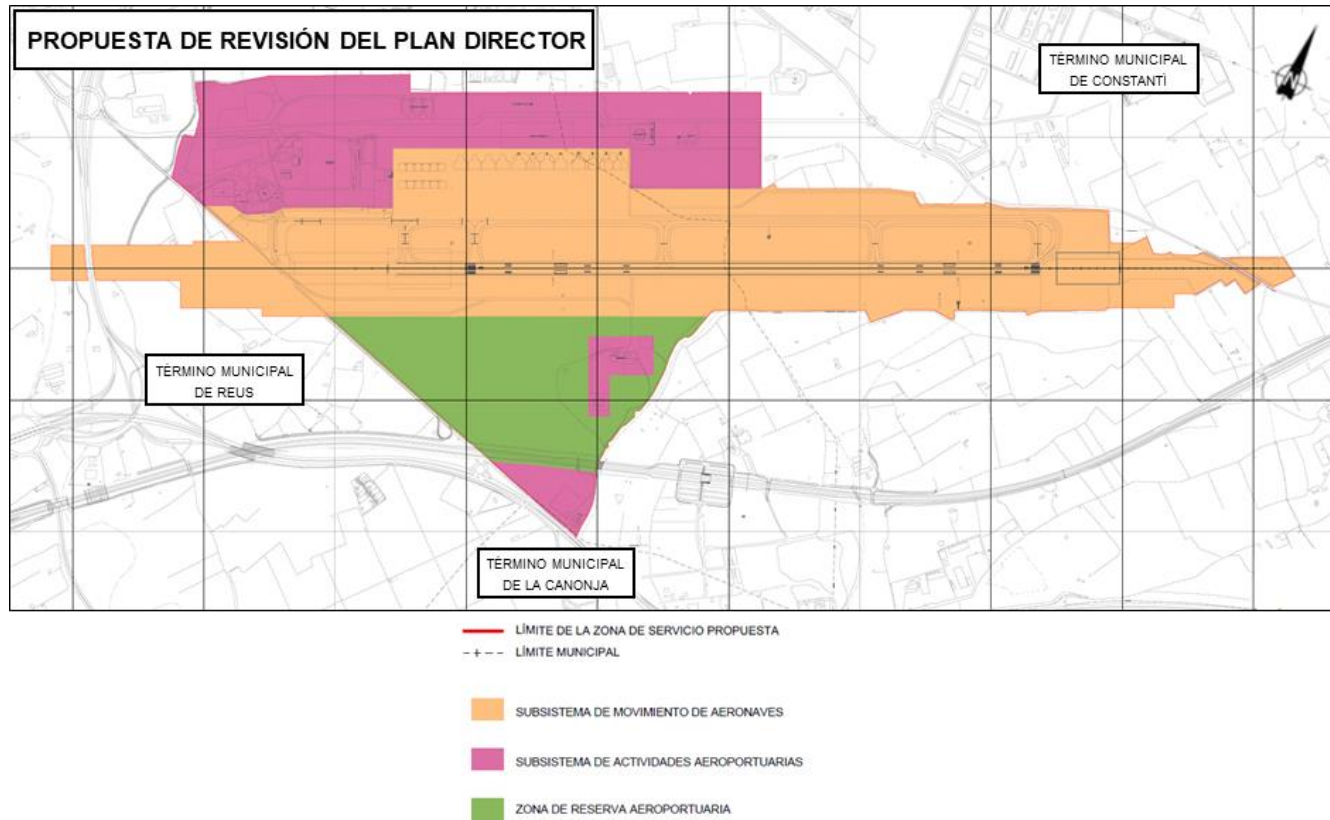 PROPUESTA DE REVISIÓN DEL PLAN DIRECTOR
TÉRMINO MUNICIPAL
DE CONSTANTÌ
N
TÉRMINO MUNICIPAL
DE REUS
TÉRMINO MUNICIPAL
DE LA CANONJA
LÍMITE DE LA ZONA DE SERVICIO PROPUESTA
LÍMITE MUNICIPAL
SUBSISTEMA DE MOVIMIENTO DE AERONAVES
SUBSISTEMA DE ACTIVIDADES AEROPORTUARIAS
ZONA DE RESERVA AEROPORTUARIA